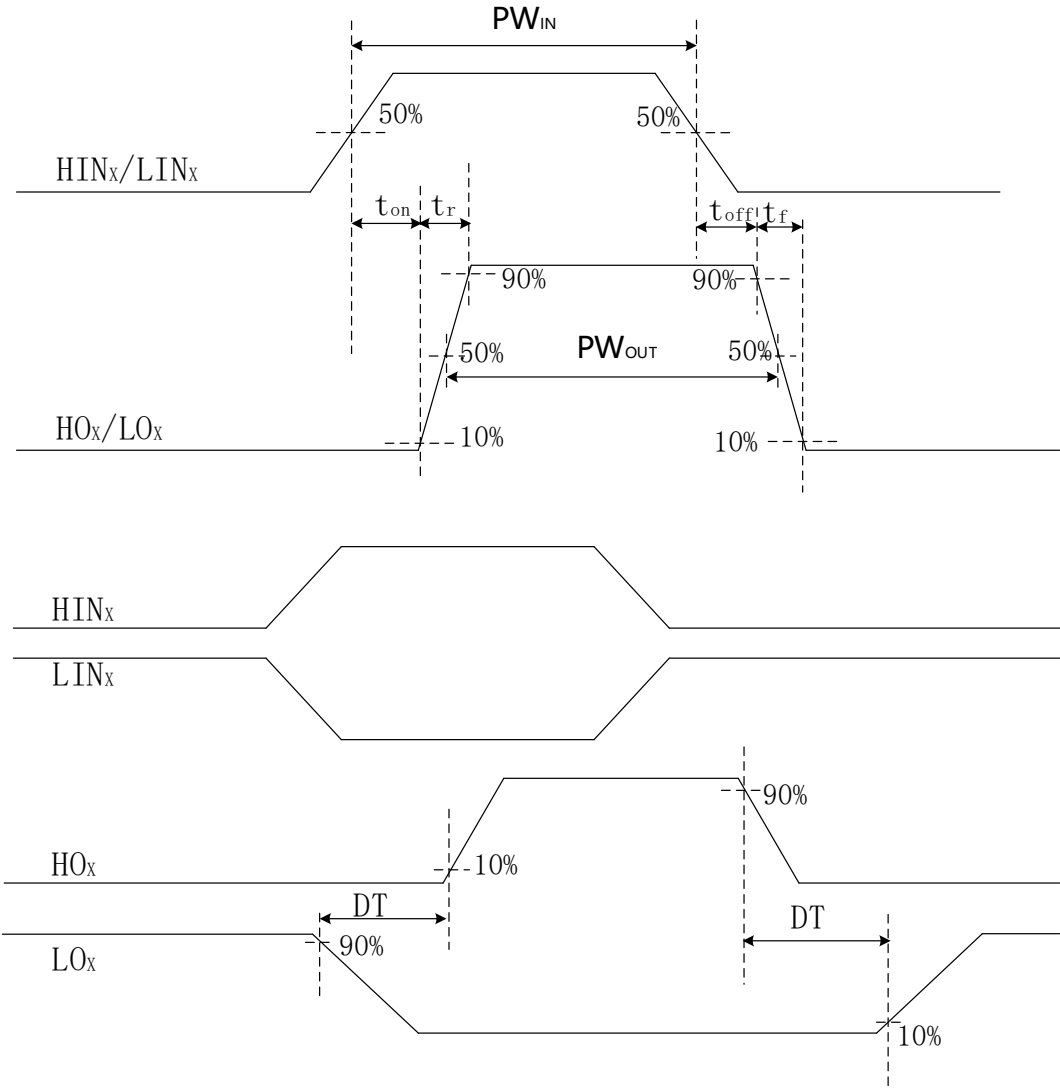 PWIN
50% 50%
HINX/LINX
ton tr toff tf
90% 90%
50% PWOUT 50%
HOX/LOX
10% 10%
HINX
LINX
90%
HOX
10%
DT DT
90%
LOX
10%